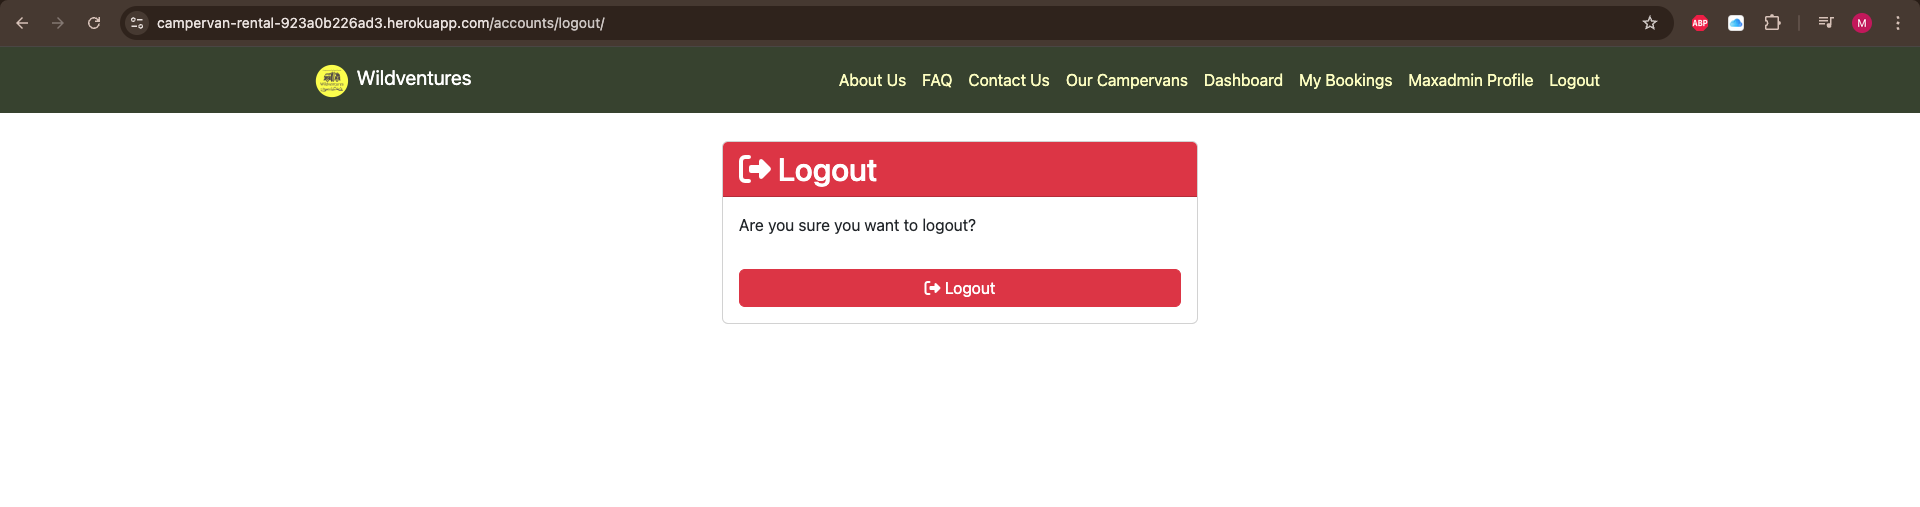 campervan-rental-923a0b226ad3.herokuapp.com/accounts/logout/
ABP
M
Wildventures
About Us FAQ Contact Us Our Campervans Dashboard My Bookings Maxadmin Profile Logout
Logout
Are you sure you want to logout?
Logout